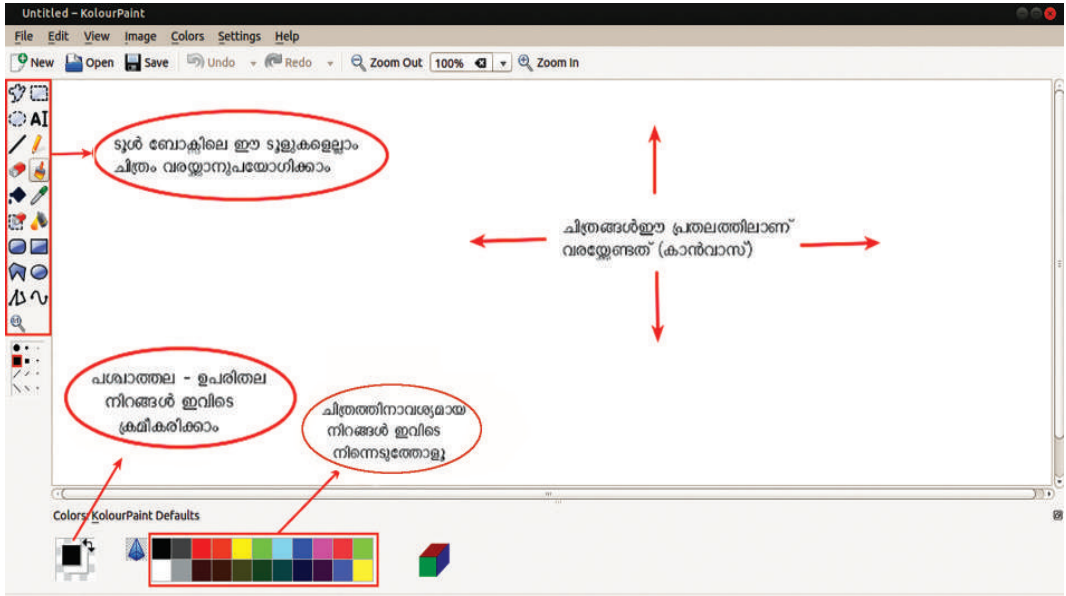 Untitled – KolourPaint
File Edit View Image Colors Settings Help
New Open Save Undo Redo Zoom Out 100% Zoom In
ടൂൾ ബോക്സിലെ ഈ ടൂളുകളെല്ലാം
ചിത്രം വരയ്ക്കാനുപയോഗിക്കാം
ചിത്രങ്ങൾഈ പ്രതലത്തിലാണ്
വരയ്ക്കേണ്ടത് (കാൻവാസ്)
പശ്ചാത്തല - ഉപരിതല
നിറങ്ങൾ ഇവിടെ
ക്രമീകരിക്കാം
ചിത്രത്തിനാവശ്യമായ
നിറങ്ങൾ ഇവിടെ
നിന്നെടുത്തോളൂ
Colors: KolourPaint Defaults